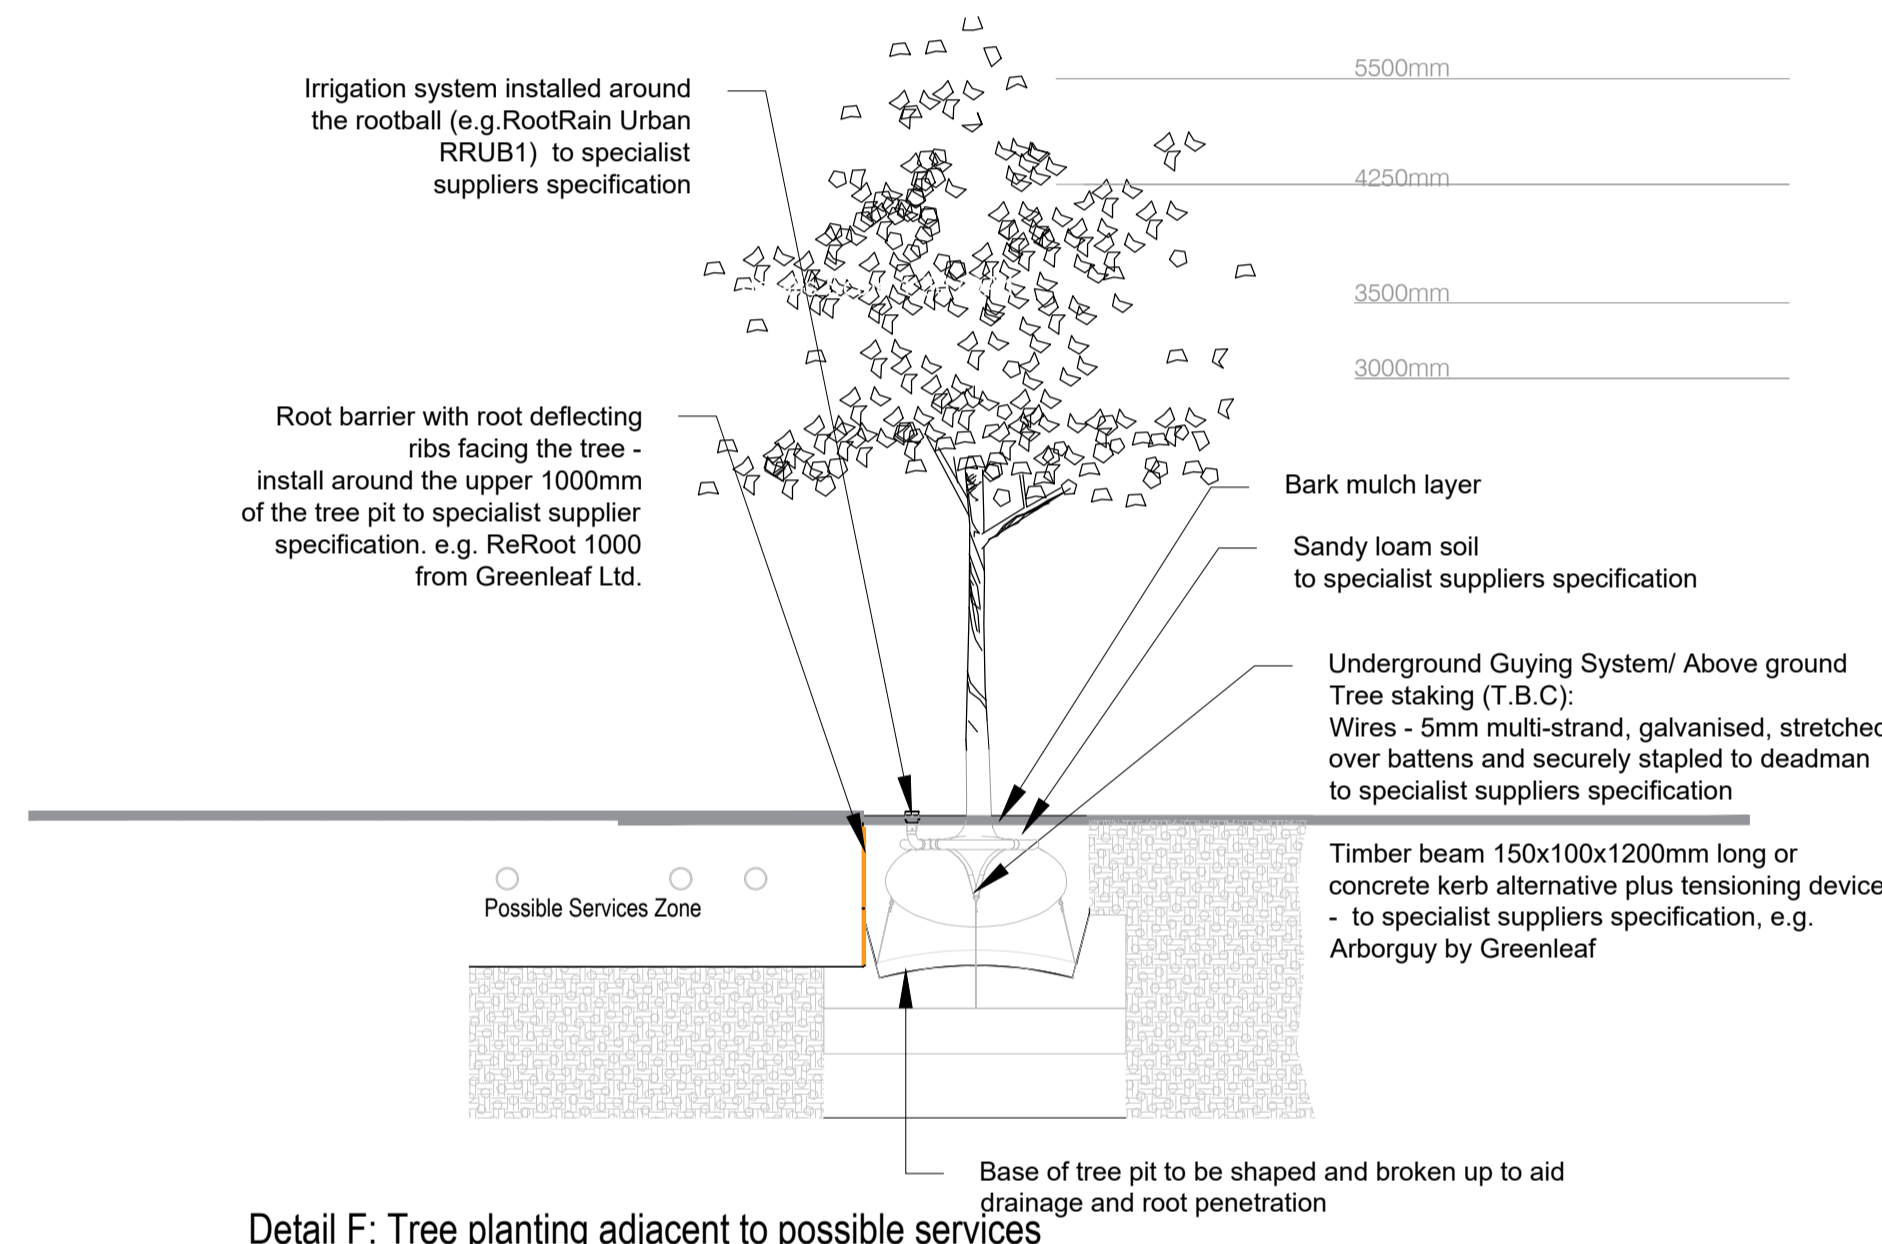 Irrigation system installed around
the rootball (e.g.RootRain Urban
RRUB1)  to specialist
suppliers specification
5500mm
4250mm
3500mm
3000mm
Root barrier with root deflecting
ribs facing the tree -
install around the upper 1000mm
of the tree pit to specialist supplier
specification. e.g. ReRoot 1000
from Greenleaf Ltd.
Bark mulch layer
Sandy loam soil
to specialist suppliers specification
Underground Guying System/ Above ground
Tree staking (T.B.C):
Wires - 5mm multi-strand, galvanised, stretched
over battens and securely stapled to deadman
to specialist suppliers specification
Timber beam 150x100x1200mm long or
concrete kerb alternative plus tensioning device
-  to specialist suppliers specification, e.g.
Arborguy by Greenleaf
Possible Services Zone
Base of tree pit to be shaped and broken up to aid
drainage and root penetration
Detail F: Tree planting adjacent to possible services